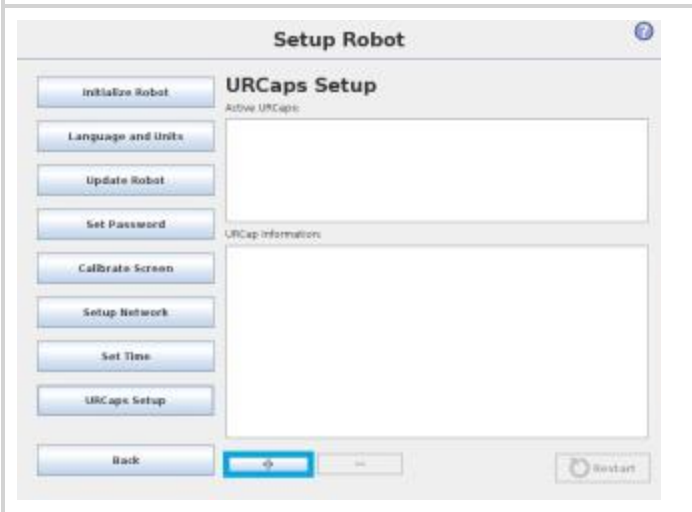 Setup Robot
?
Initialize Robot
Language and Units
Update Robot
Set Password
Calibrate Screen
Setup Network
Set Time
URCaps Setup
Back
URCaps Setup
Active URCaps:
URCap Information:
+
−
Restart